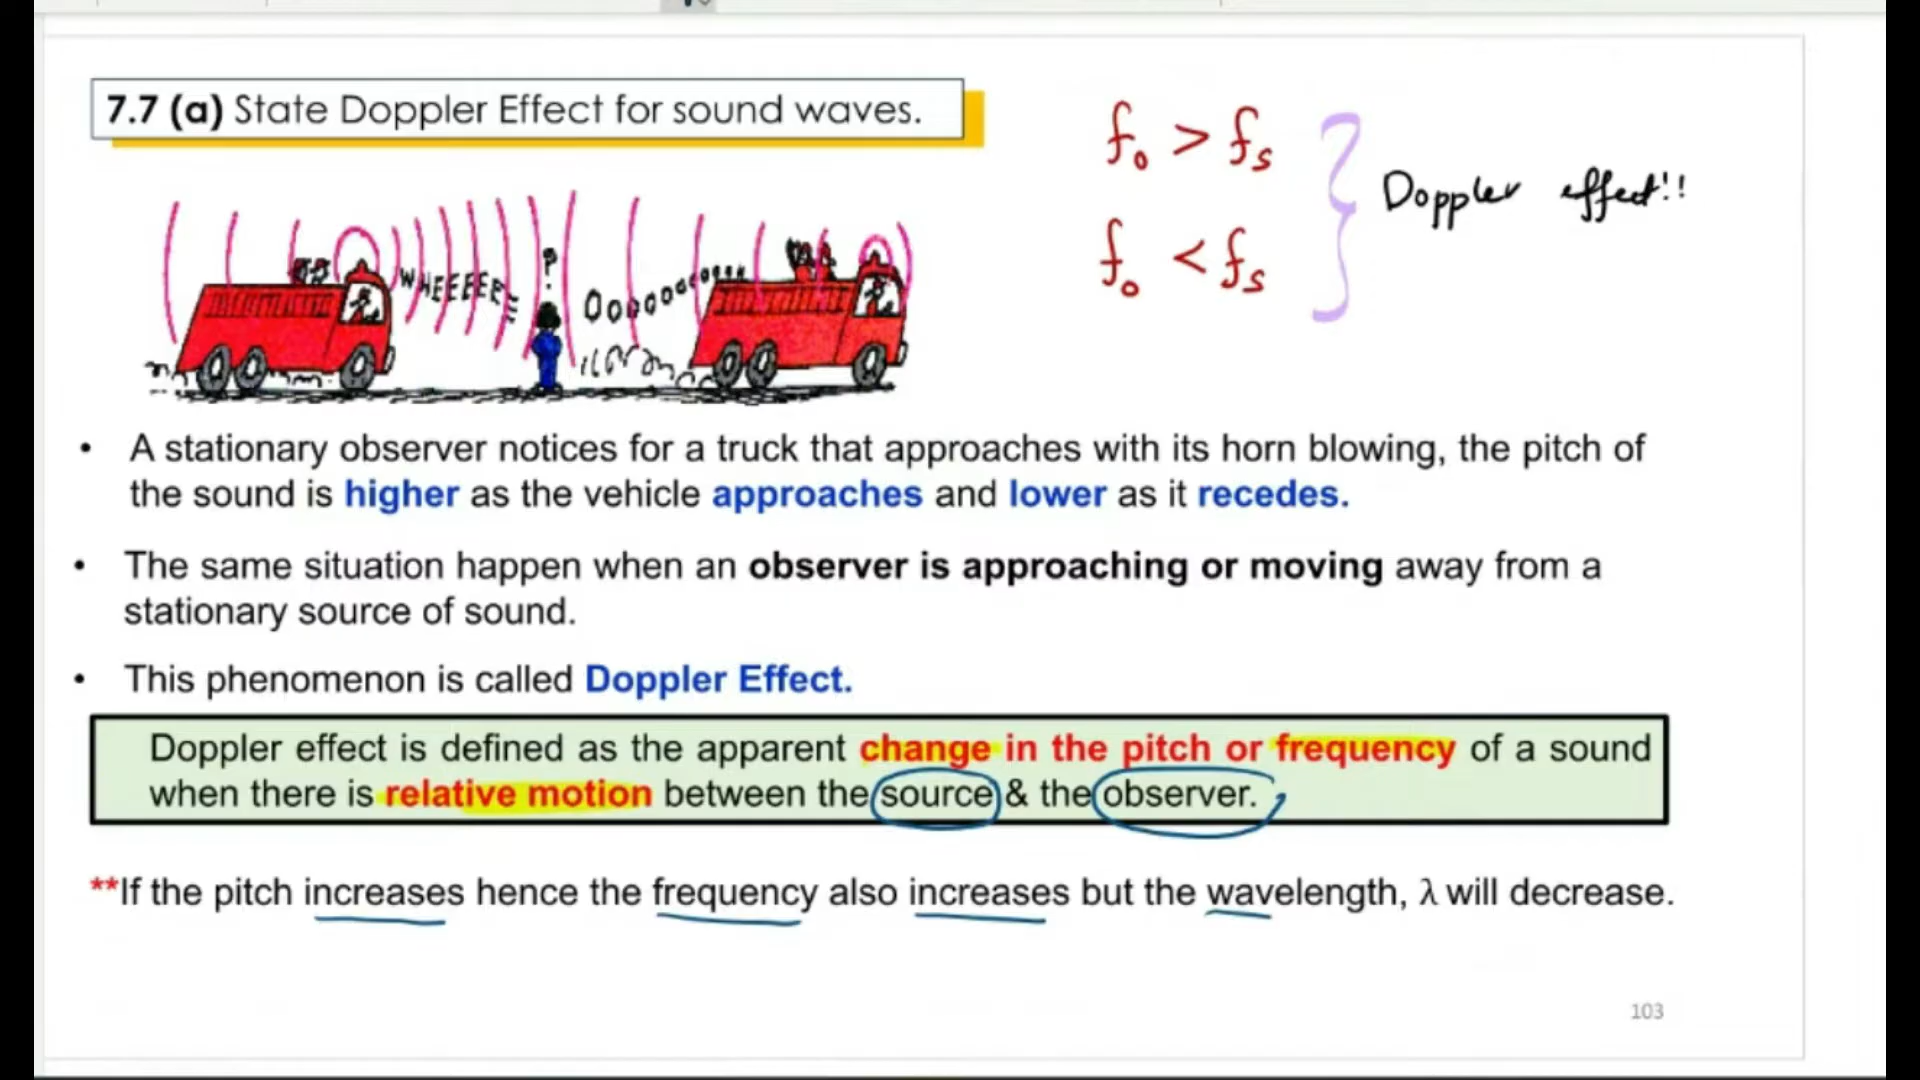 7.7 (a) State Doppler Effect for sound waves.
fo > fs
fo < fs
Doppler effect!!
WHEEEEE
?
Oooooooooo
• A stationary observer notices for a truck that approaches with its horn blowing, the pitch of
the sound is higher as the vehicle approaches and lower as it recedes.
• The same situation happen when an observer is approaching or moving away from a
stationary source of sound.
• This phenomenon is called Doppler Effect.
Doppler effect is defined as the apparent change in the pitch or frequency of a sound
when there is relative motion between the source & the observer.
**If the pitch increases hence the frequency also increases but the wavelength, λ will decrease.
103